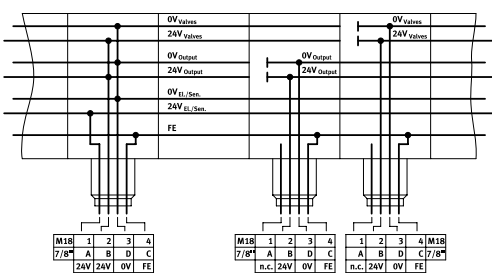 0V Valves
0V Valves
24V Valves
24V Valves
0V Output
0V Output
24V Output
24V Output
0V El./Sen.
24V El./Sen.
FE
M18 1 2 3 4
7/8" A B D C
24V 24V 0V FE
M18 1 2 3 4
7/8" A B D C
n.c. 24V 0V FE
1 2 3 4 M18
A B D C 7/8"
n.c. 24V 0V FE